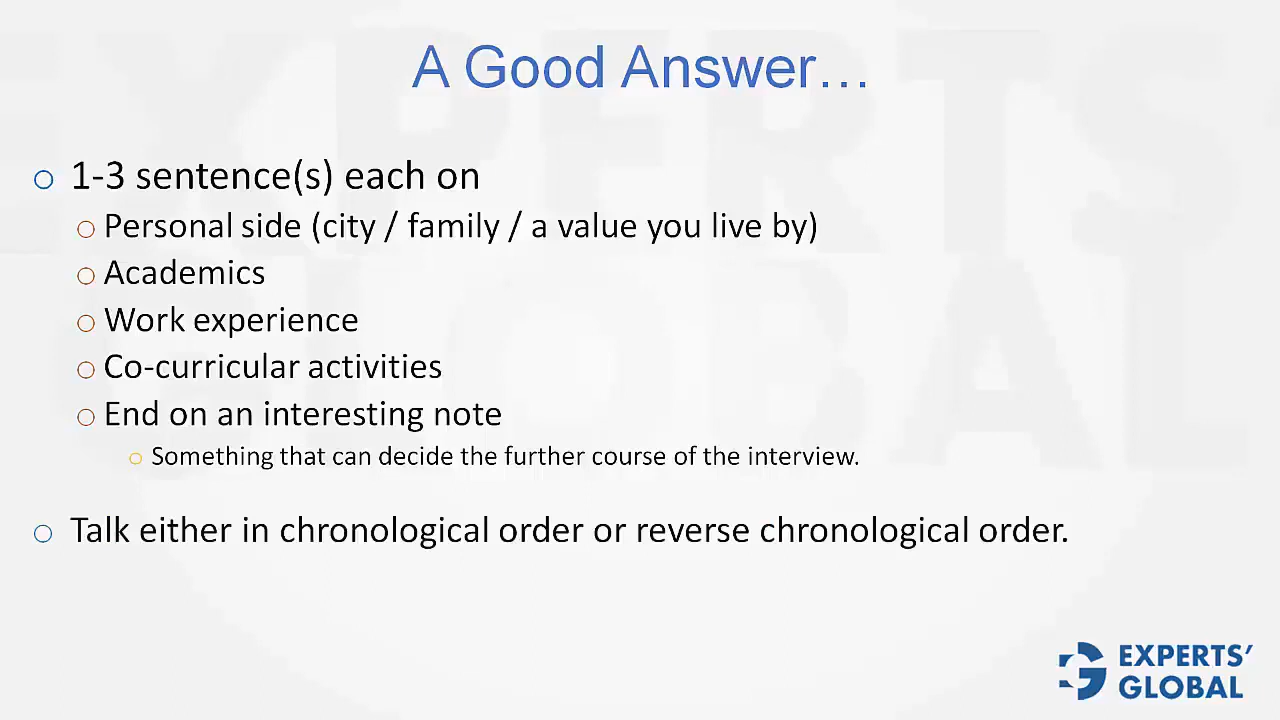 A Good Answer…
1-3 sentence(s) each on
Personal side (city / family / a value you live by)
Academics
Work experience
Co-curricular activities
End on an interesting note
Something that can decide the further course of the interview.
Talk either in chronological order or reverse chronological order.
EXPERTS’
GLOBAL